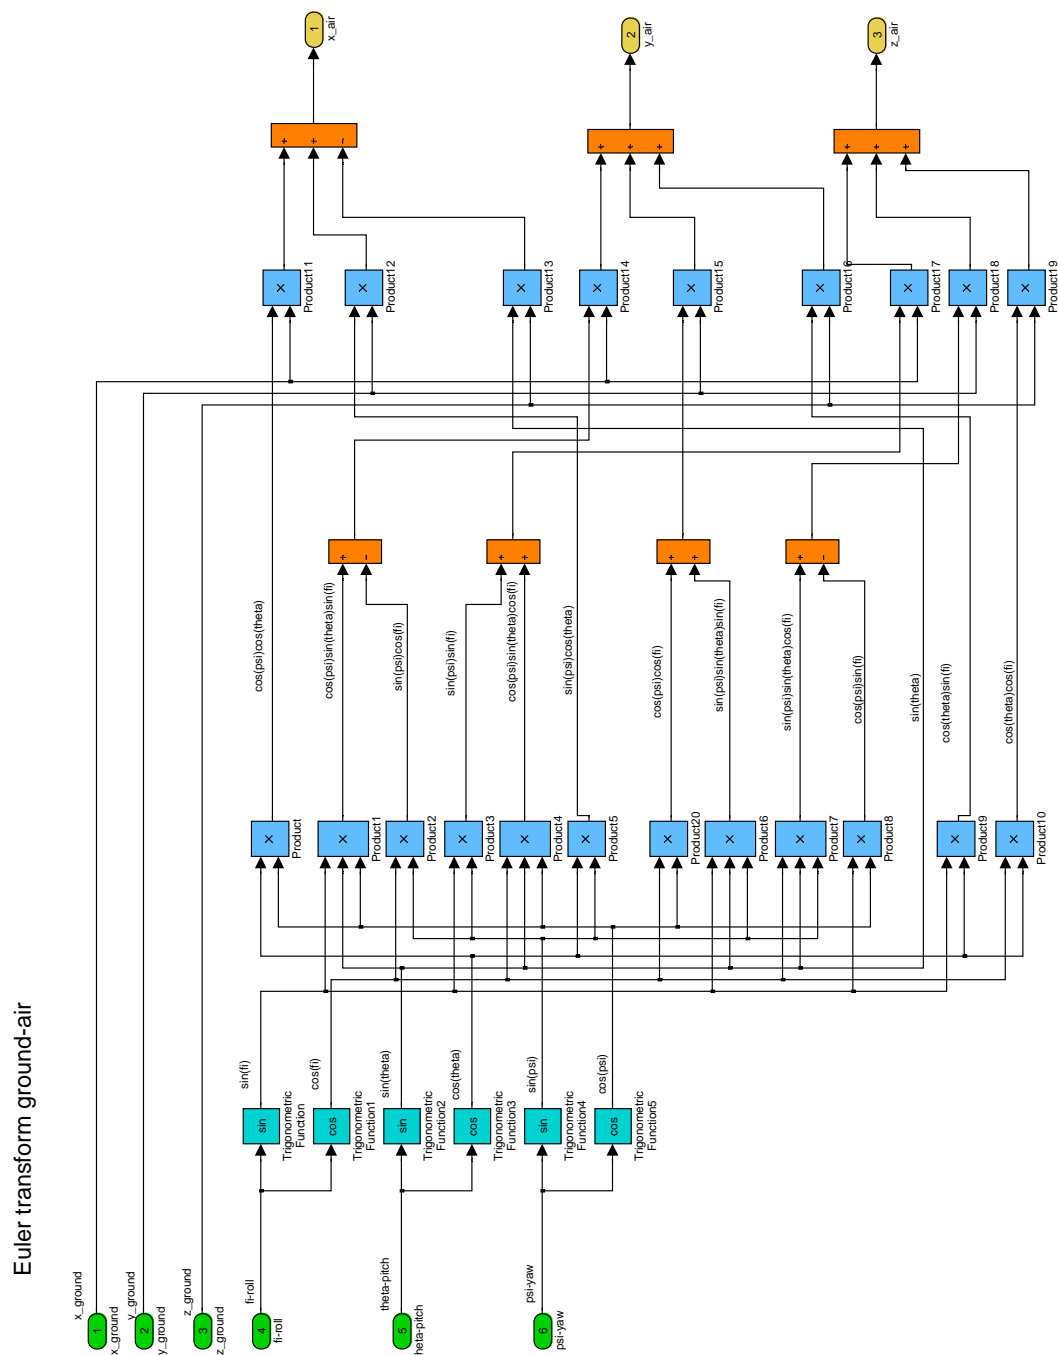 Euler transform ground-air
x_ground
1
x_ground
y_ground
2
y_ground
z_ground
3
z_ground
fi-roll
4
fi-roll
theta-pitch
5
heta-pitch
psi-yaw
6
psi-yaw
sin
Trigonometric
Function
sin(fi)
cos
Trigonometric
Function1
cos(fi)
sin
Trigonometric
Function2
sin(theta)
cos
Trigonometric
Function3
cos(theta)
sin
Trigonometric
Function4
sin(psi)
cos
Trigonometric
Function5
cos(psi)
×
Product
cos(psi)cos(theta)
×
Product1
cos(psi)sin(theta)sin(fi)
×
Product2
sin(psi)cos(fi)
×
Product3
sin(psi)sin(fi)
×
Product4
cos(psi)sin(theta)cos(fi)
×
Product5
sin(psi)cos(theta)
×
Product20
cos(psi)cos(fi)
×
Product6
sin(psi)sin(theta)sin(fi)
×
Product7
sin(psi)sin(theta)cos(fi)
×
Product8
cos(psi)sin(fi)
sin(theta)
×
Product9
cos(theta)sin(fi)
×
Product10
cos(theta)cos(fi)
+
-
+
+
+
+
+
-
×
Product11
×
Product12
×
Product13
×
Product14
×
Product15
×
Product16
×
Product17
×
Product18
×
Product19
+
+
-
+
+
+
+
+
+
1
x_air
2
y_air
3
z_air